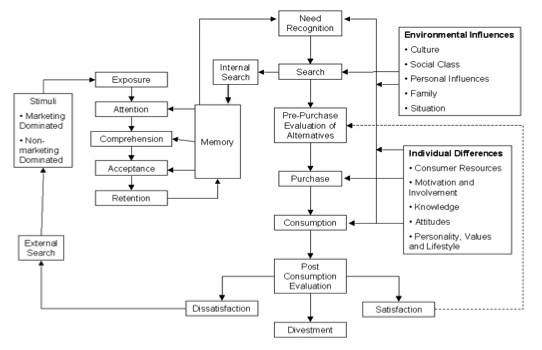 Need
Recognition
Environmental Influences
• Culture
• Social Class
• Personal Influences
• Family
• Situation
Internal
Search
Search
Exposure
Stimuli
• Marketing
Dominated
• Non-
marketing
Dominated
Attention
Pre-Purchase
Evaluation of
Alternatives
Comprehension
Memory
Acceptance
Individual Differences
• Consumer Resources
• Motivation and
Involvement
• Knowledge
• Attitudes
• Personality, Values
and Lifestyle
Purchase
Retention
Consumption
External
Search
Post
Consumption
Evaluation
Dissatisfaction
Satisfaction
Divestment